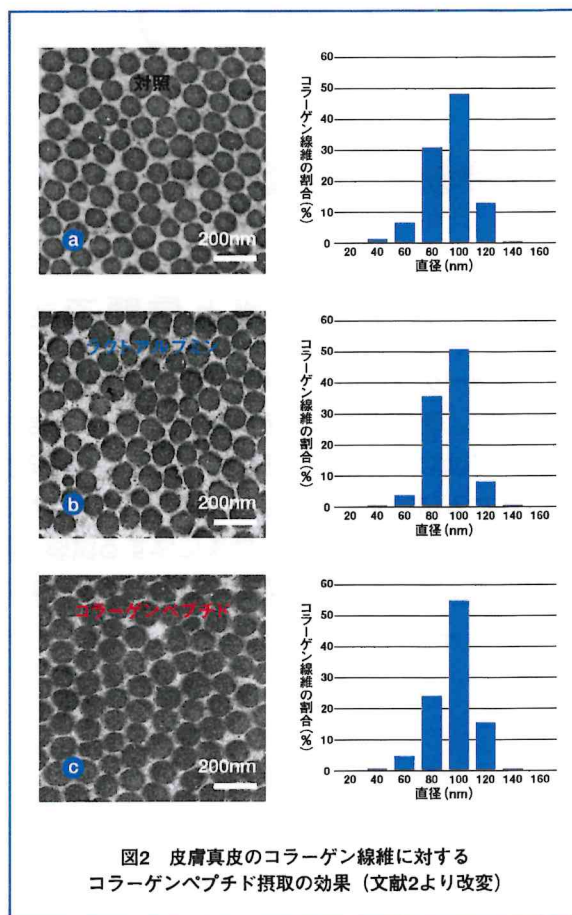 対照
a
200nm
コラーゲン線維の割合(%)
60
50
40
30
20
10
0
20 40 60 80 100 120 140 160
直径(nm)
ラクトアルブミン
b
200nm
コラーゲン線維の割合(%)
60
50
40
30
20
10
0
20 40 60 80 100 120 140 160
直径(nm)
コラーゲンペプチド
c
200nm
コラーゲン線維の割合(%)
60
50
40
30
20
10
0
20 40 60 80 100 120 140 160
直径(nm)
図2 皮膚真皮のコラーゲン線維に対する
コラーゲンペプチド摂取の効果(文献2より改変)